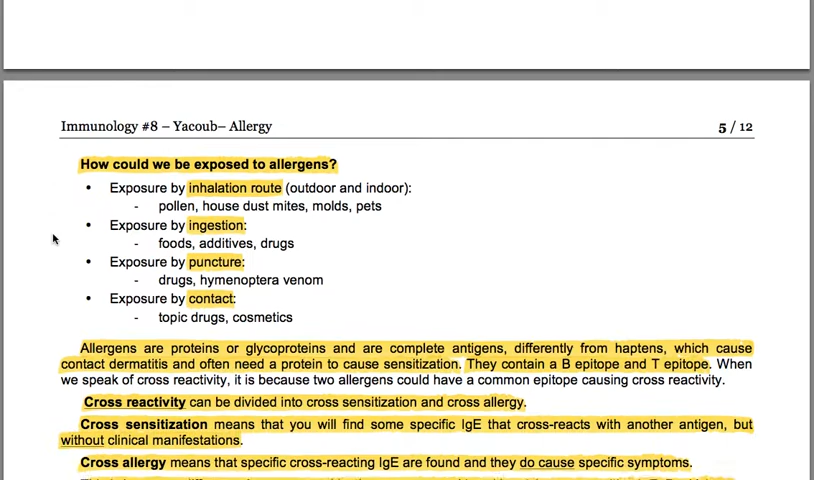 Immunology #8 – Yacoub– Allergy 5 / 12
How could we be exposed to allergens?
• Exposure by inhalation route (outdoor and indoor):
- pollen, house dust mites, molds, pets
• Exposure by ingestion:
- foods, additives, drugs
• Exposure by puncture:
- drugs, hymenoptera venom
• Exposure by contact:
- topic drugs, cosmetics
Allergens are proteins or glycoproteins and are complete antigens, differently from haptens, which cause
contact dermatitis and often need a protein to cause sensitization. They contain a B epitope and T epitope. When
we speak of cross reactivity, it is because two allergens could have a common epitope causing cross reactivity.
Cross reactivity can be divided into cross sensitization and cross allergy.
Cross sensitization means that you will find some specific IgE that cross-reacts with another antigen, but
without clinical manifestations.
Cross allergy means that specific cross-reacting IgE are found and they do cause specific symptoms.